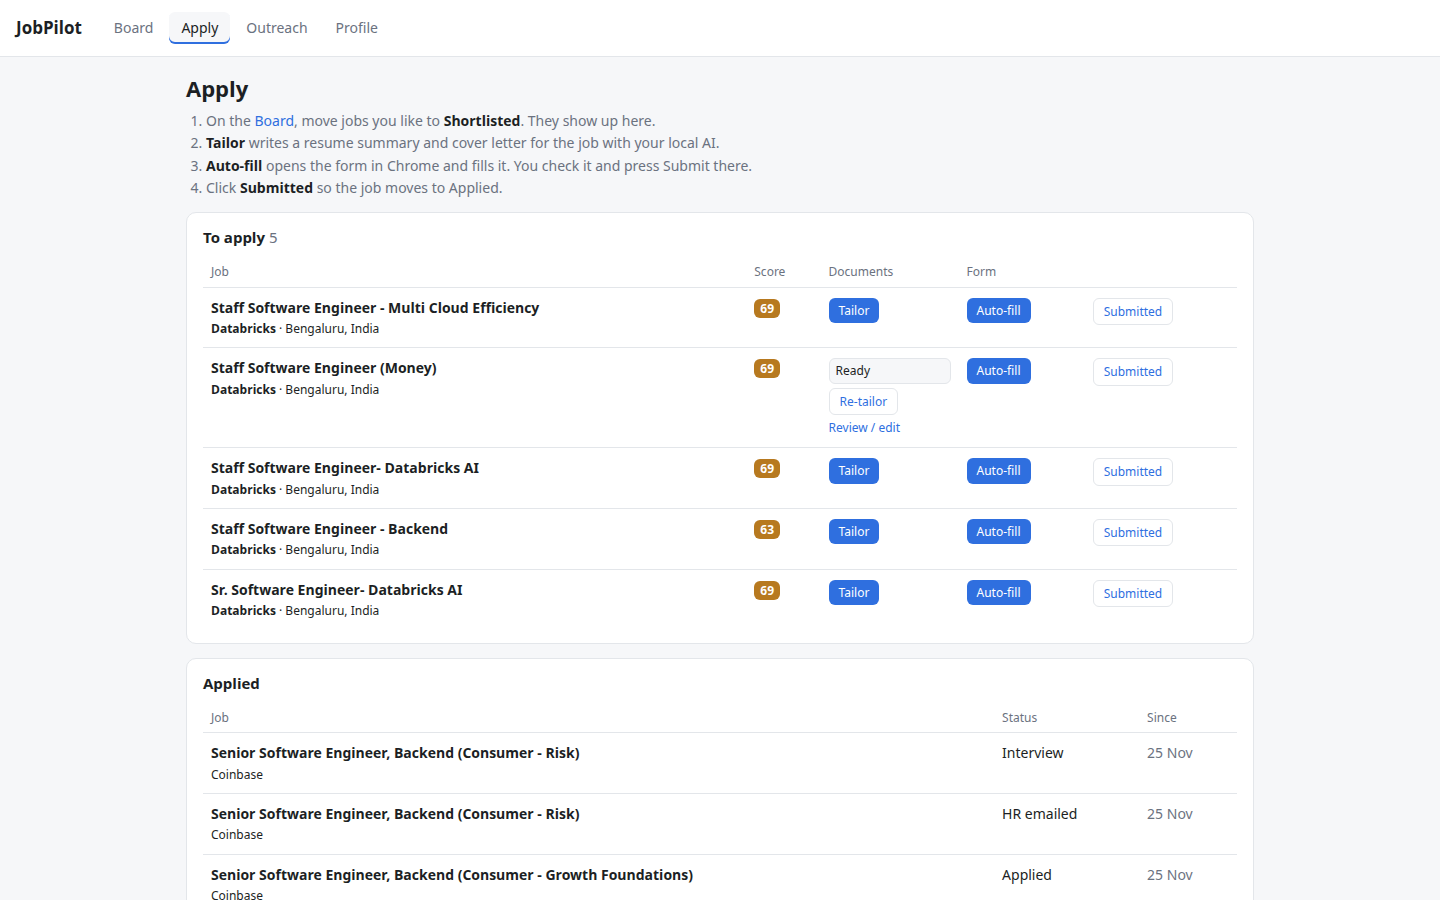 JobPilot Board Apply Outreach Profile
Apply
1. On the Board, move jobs you like to Shortlisted. They show up here.
2. Tailor writes a resume summary and cover letter for the job with your local AI.
3. Auto-fill opens the form in Chrome and fills it. You check it and press Submit there.
4. Click Submitted so the job moves to Applied.
To apply 5
Job Score Documents Form
Staff Software Engineer - Multi Cloud Efficiency 69 Tailor Auto-fill Submitted
Databricks · Bengaluru, India
Staff Software Engineer (Money) 69 Ready Auto-fill Submitted
Databricks · Bengaluru, India
Re-tailor
Review / edit
Staff Software Engineer- Databricks AI 69 Tailor Auto-fill Submitted
Databricks · Bengaluru, India
Staff Software Engineer - Backend 63 Tailor Auto-fill Submitted
Databricks · Bengaluru, India
Sr. Software Engineer- Databricks AI 69 Tailor Auto-fill Submitted
Databricks · Bengaluru, India
Applied
Job Status Since
Senior Software Engineer, Backend (Consumer - Risk) Interview 25 Nov
Coinbase
Senior Software Engineer, Backend (Consumer - Risk) HR emailed 25 Nov
Coinbase
Senior Software Engineer, Backend (Consumer - Growth Foundations) Applied 25 Nov
Coinbase